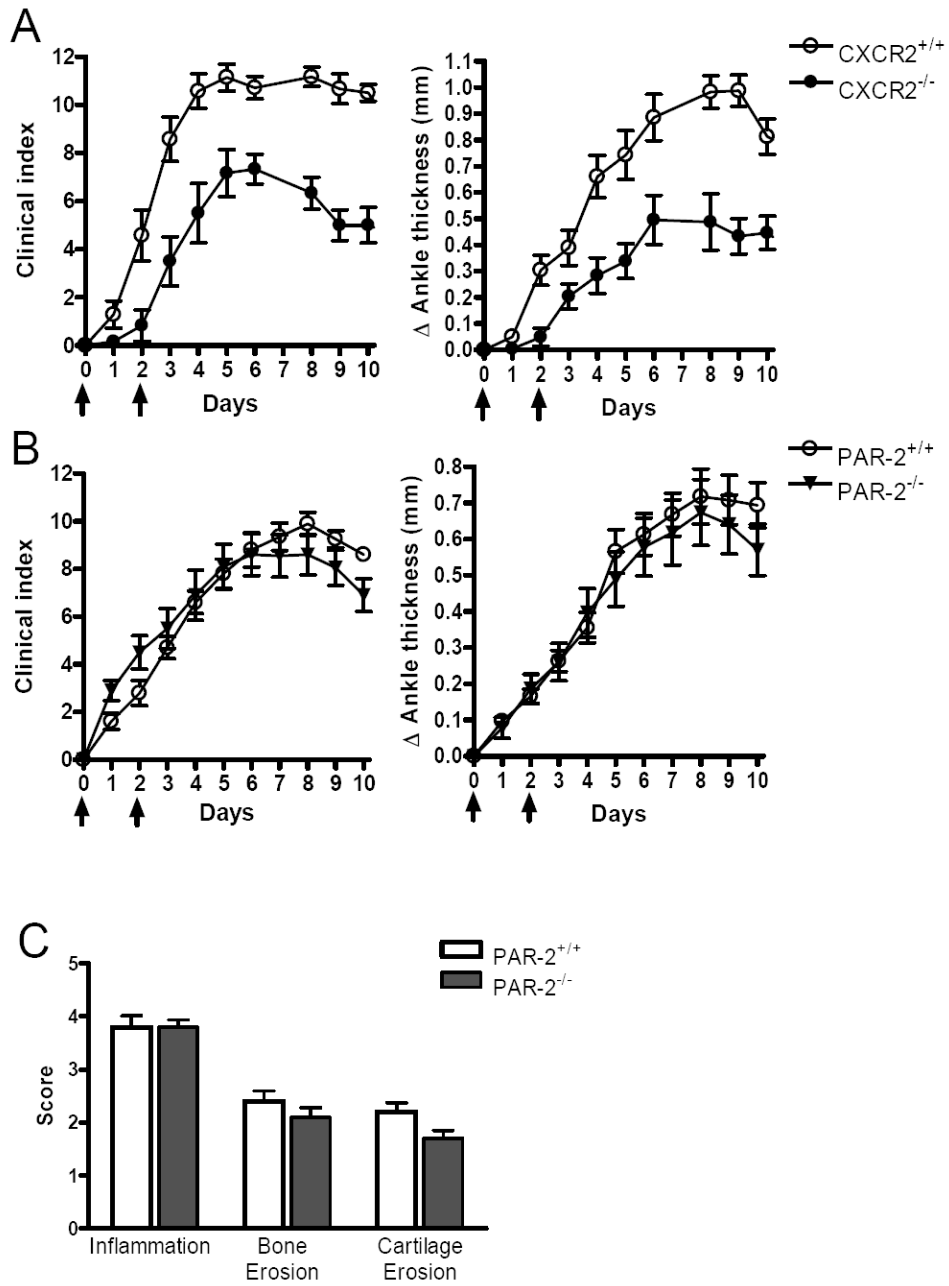 A
CXCR2+/+
CXCR2-/-
Clinical index
12
10
8
6
4
2
0
0 1 2 3 4 5 6 7 8 9 10
Days
Δ Ankle thickness (mm)
1.1
1.0
0.9
0.8
0.7
0.6
0.5
0.4
0.3
0.2
0.1
0.0
0 1 2 3 4 5 6 7 8 9 10
Days
B
PAR-2+/+
PAR-2-/-
Clinical index
12
10
8
6
4
2
0
0 1 2 3 4 5 6 7 8 9 10
Days
Δ Ankle thickness (mm)
0.8
0.7
0.6
0.5
0.4
0.3
0.2
0.1
0.0
0 1 2 3 4 5 6 7 8 9 10
Days
C
PAR-2+/+
PAR-2-/-
Score
5
4
3
2
1
0
Inflammation
Bone
Erosion
Cartilage
Erosion